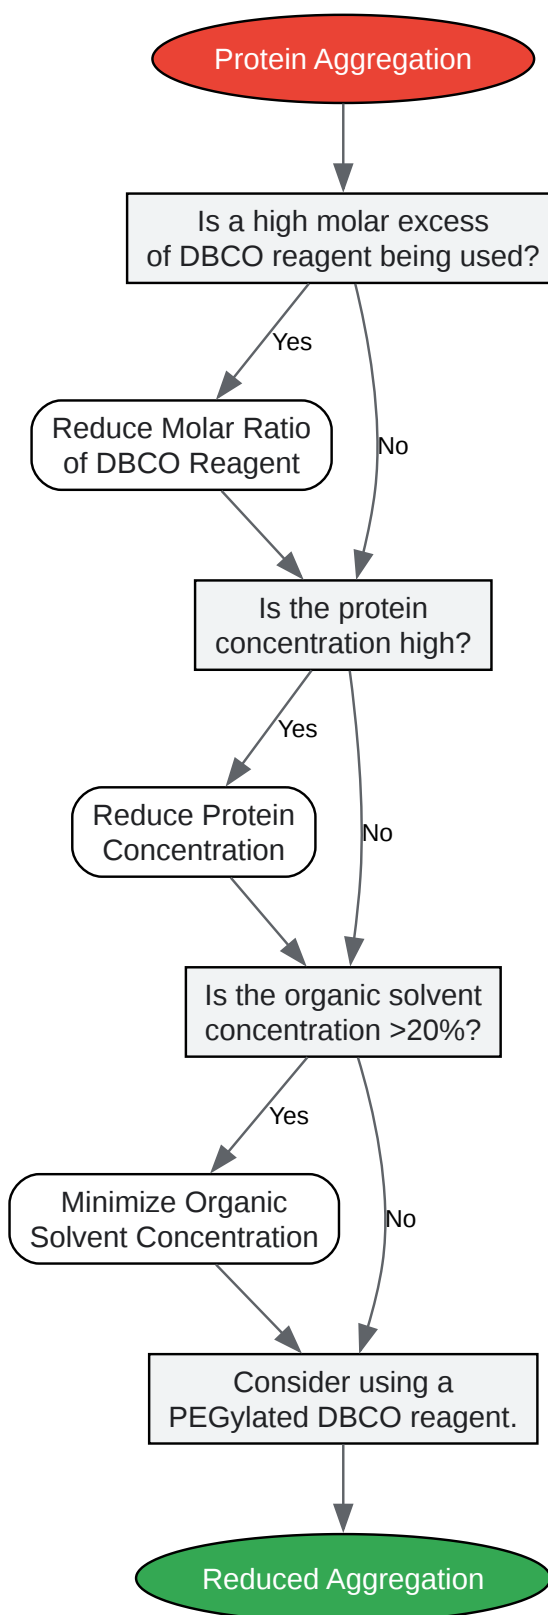 Protein Aggregation
Is a high molar excess
of DBCO reagent being used?
Yes
Reduce Molar Ratio
of DBCO Reagent
No
Is the protein
concentration high?
Yes
Reduce Protein
Concentration
No
Is the organic solvent
concentration >20%?
Yes
Minimize Organic
Solvent Concentration
No
Consider using a
PEGylated DBCO reagent.
Reduced Aggregation